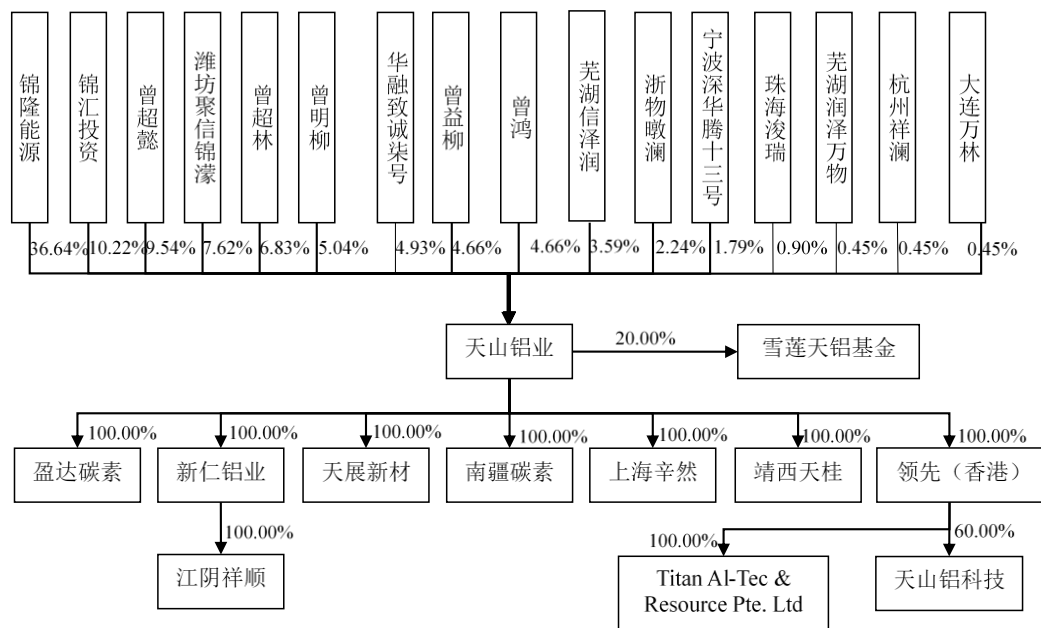 锦隆能源
锦汇投资
曾超懿
潍坊聚信锦濛
曾超林
曾明柳
华融致诚柒号
曾益柳
曾鸿
芜湖信泽润
浙物暾澜
宁波深华腾十三号
珠海浚瑞
芜湖润泽万物
杭州祥澜
大连万林
36.64%
10.22%
9.54%
7.62%
6.83%
5.04%
4.93%
4.66%
4.66%
3.59%
2.24%
1.79%
0.90%
0.45%
0.45%
0.45%
天山铝业
20.00%
雪莲天铝基金
100.00%
100.00%
100.00%
100.00%
100.00%
100.00%
100.00%
盈达碳素
新仁铝业
天展新材
南疆碳素
上海辛然
靖西天桂
领先（香港）
100.00%
100.00%
60.00%
江阴祥顺
Titan Al-Tec &
Resource Pte. Ltd
天山铝科技